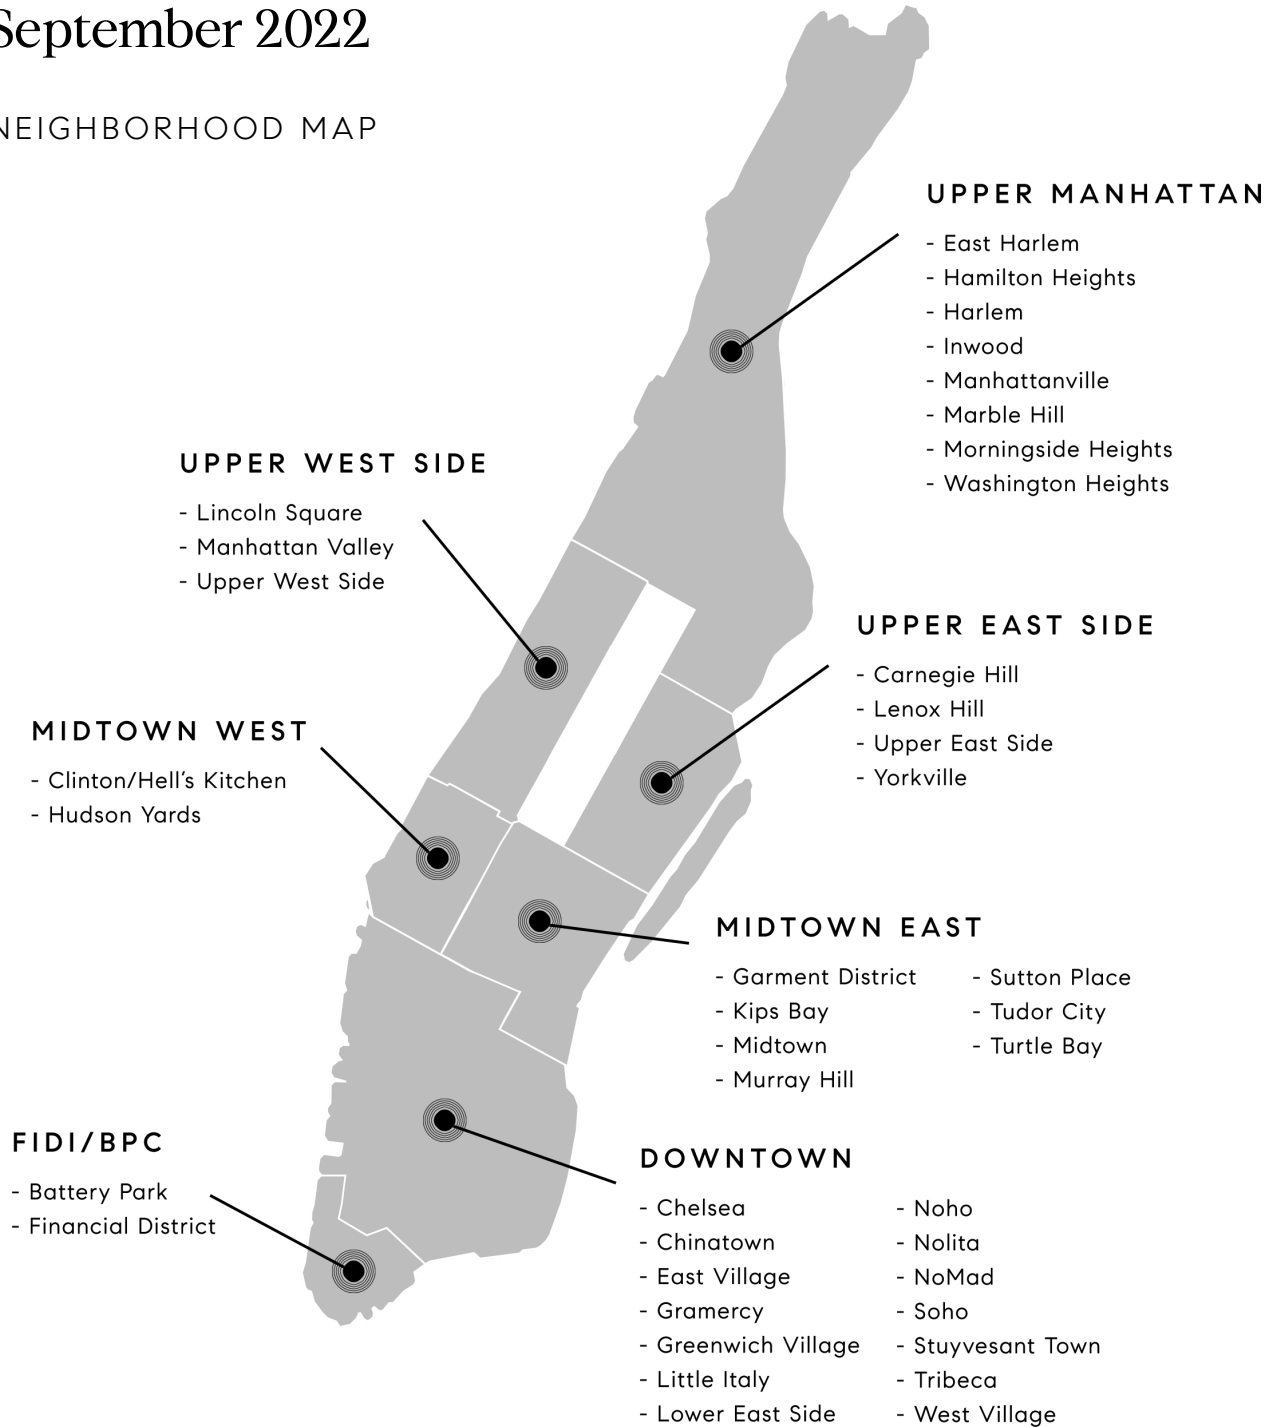 September 2022
NEIGHBORHOOD MAP
UPPER MANHATTAN
- East Harlem
- Hamilton Heights
- Harlem
- Inwood
- Manhattanville
- Marble Hill
- Morningside Heights
- Washington Heights
UPPER WEST SIDE
- Lincoln Square
- Manhattan Valley
- Upper West Side
UPPER EAST SIDE
- Carnegie Hill
- Lenox Hill
- Upper East Side
- Yorkville
MIDTOWN WEST
- Clinton/Hell’s Kitchen
- Hudson Yards
MIDTOWN EAST
- Garment District
- Kips Bay
- Midtown
- Murray Hill
- Sutton Place
- Tudor City
- Turtle Bay
FIDI/BPC
- Battery Park
- Financial District
DOWNTOWN
- Chelsea
- Chinatown
- East Village
- Gramercy
- Greenwich Village
- Little Italy
- Lower East Side
- Noho
- Nolita
- NoMad
- Soho
- Stuyvesant Town
- Tribeca
- West Village